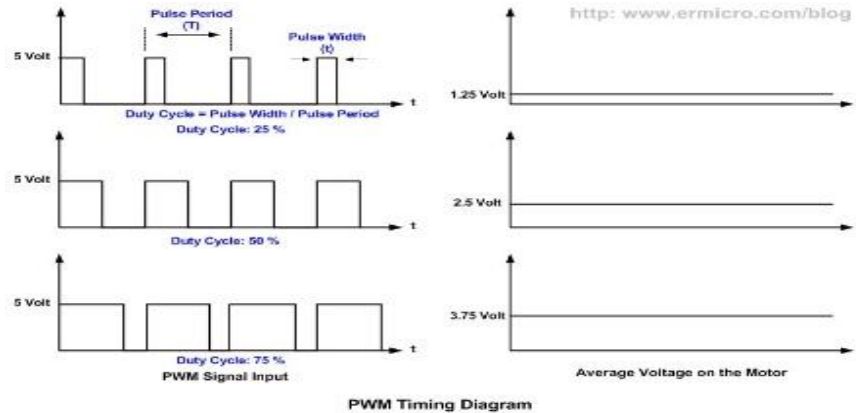 http: www.ermicro.com/blog
Pulse Period
(T)
Pulse Width
(t)
5 Volt
t
Duty Cycle = Pulse Width / Pulse Period
Duty Cycle: 25 %
1.25 Volt
5 Volt
t
Duty Cycle: 50 %
2.5 Volt
5 Volt
t
Duty Cycle: 75 %
PWM Signal Input
3.75 Volt
Average Voltage on the Motor
PWM Timing Diagram